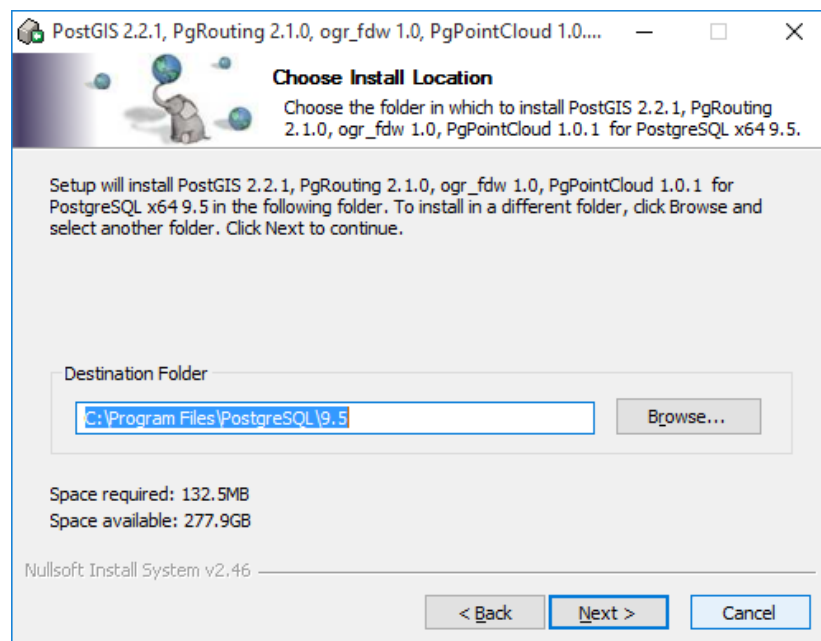 PostGIS 2.2.1, PgRouting 2.1.0, ogr_fdw 1.0, PgPointCloud 1.0....
Choose Install Location
Choose the folder in which to install PostGIS 2.2.1, PgRouting
2.1.0, ogr_fdw 1.0, PgPointCloud 1.0.1 for PostgreSQL x64 9.5.
Setup will install PostGIS 2.2.1, PgRouting 2.1.0, ogr_fdw 1.0, PgPointCloud 1.0.1 for
PostgreSQL x64 9.5 in the following folder. To install in a different folder, click Browse and
select another folder. Click Next to continue.
Destination Folder
C:\Program Files\PostgreSQL\9.5
Browse...
Space required: 132.5MB
Space available: 277.9GB
Nullsoft Install System v2.46
< Back
Next >
Cancel